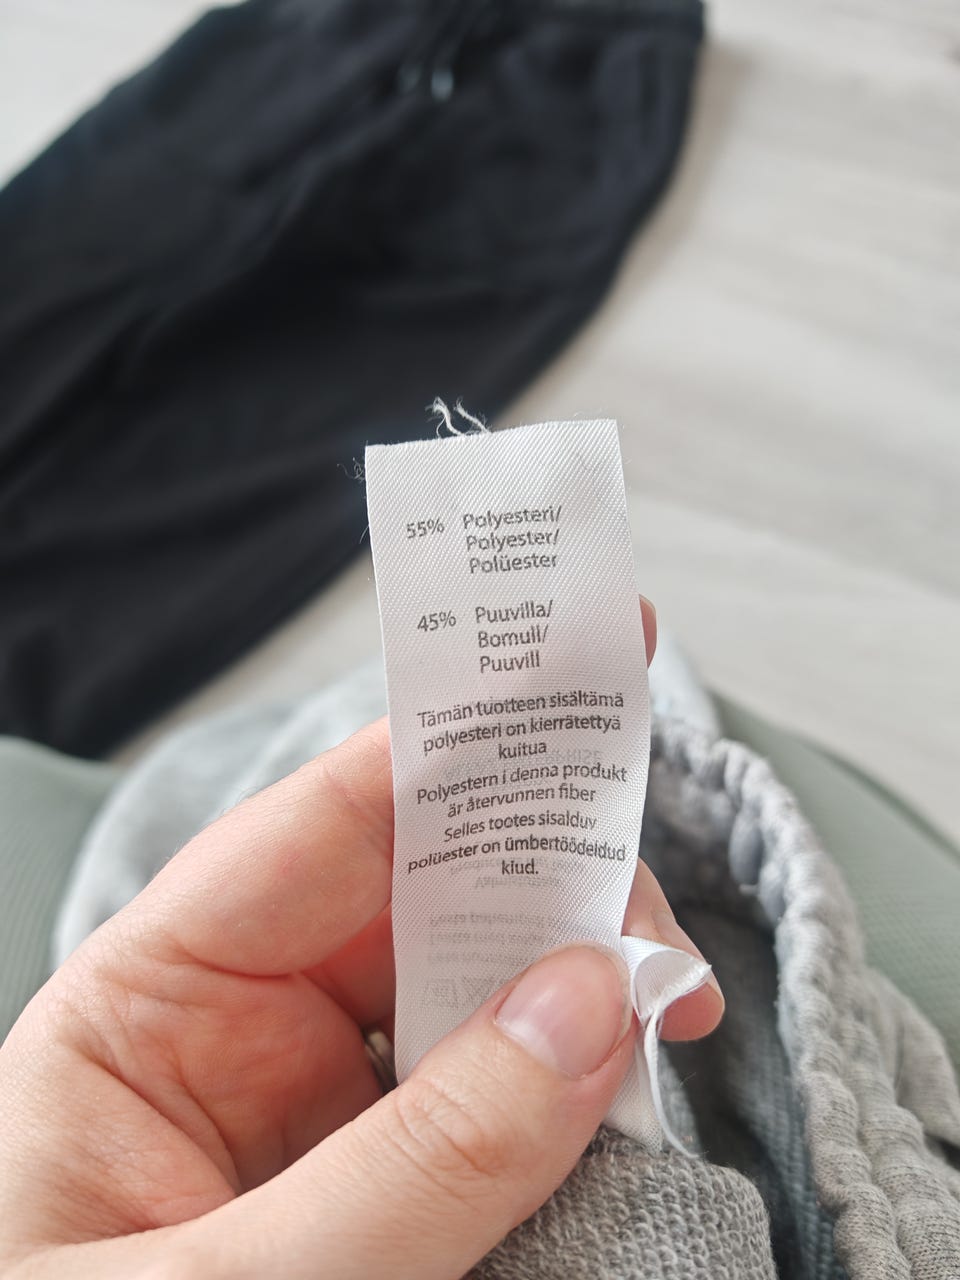 55% Polyesteri/
Polyester/
Polüester
45% Puuvilla/
Bomull/
Puuvill
Tämän tuotteen sisältämä
polyesteri on kierrätettyä
kuitua
Polyestern i denna produkt
är återvunnen fiber
Selles tootes sisalduv
polüester on ümbertöödeldud
kiud.